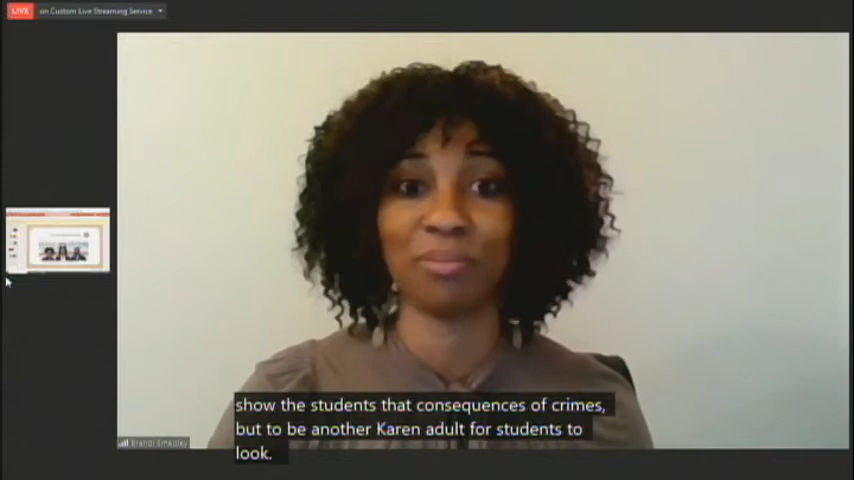 LIVE on Custom Live Streaming Service
show the students that consequences of crimes,
but to be another Karen adult for students to
look.
Brandi Smedley